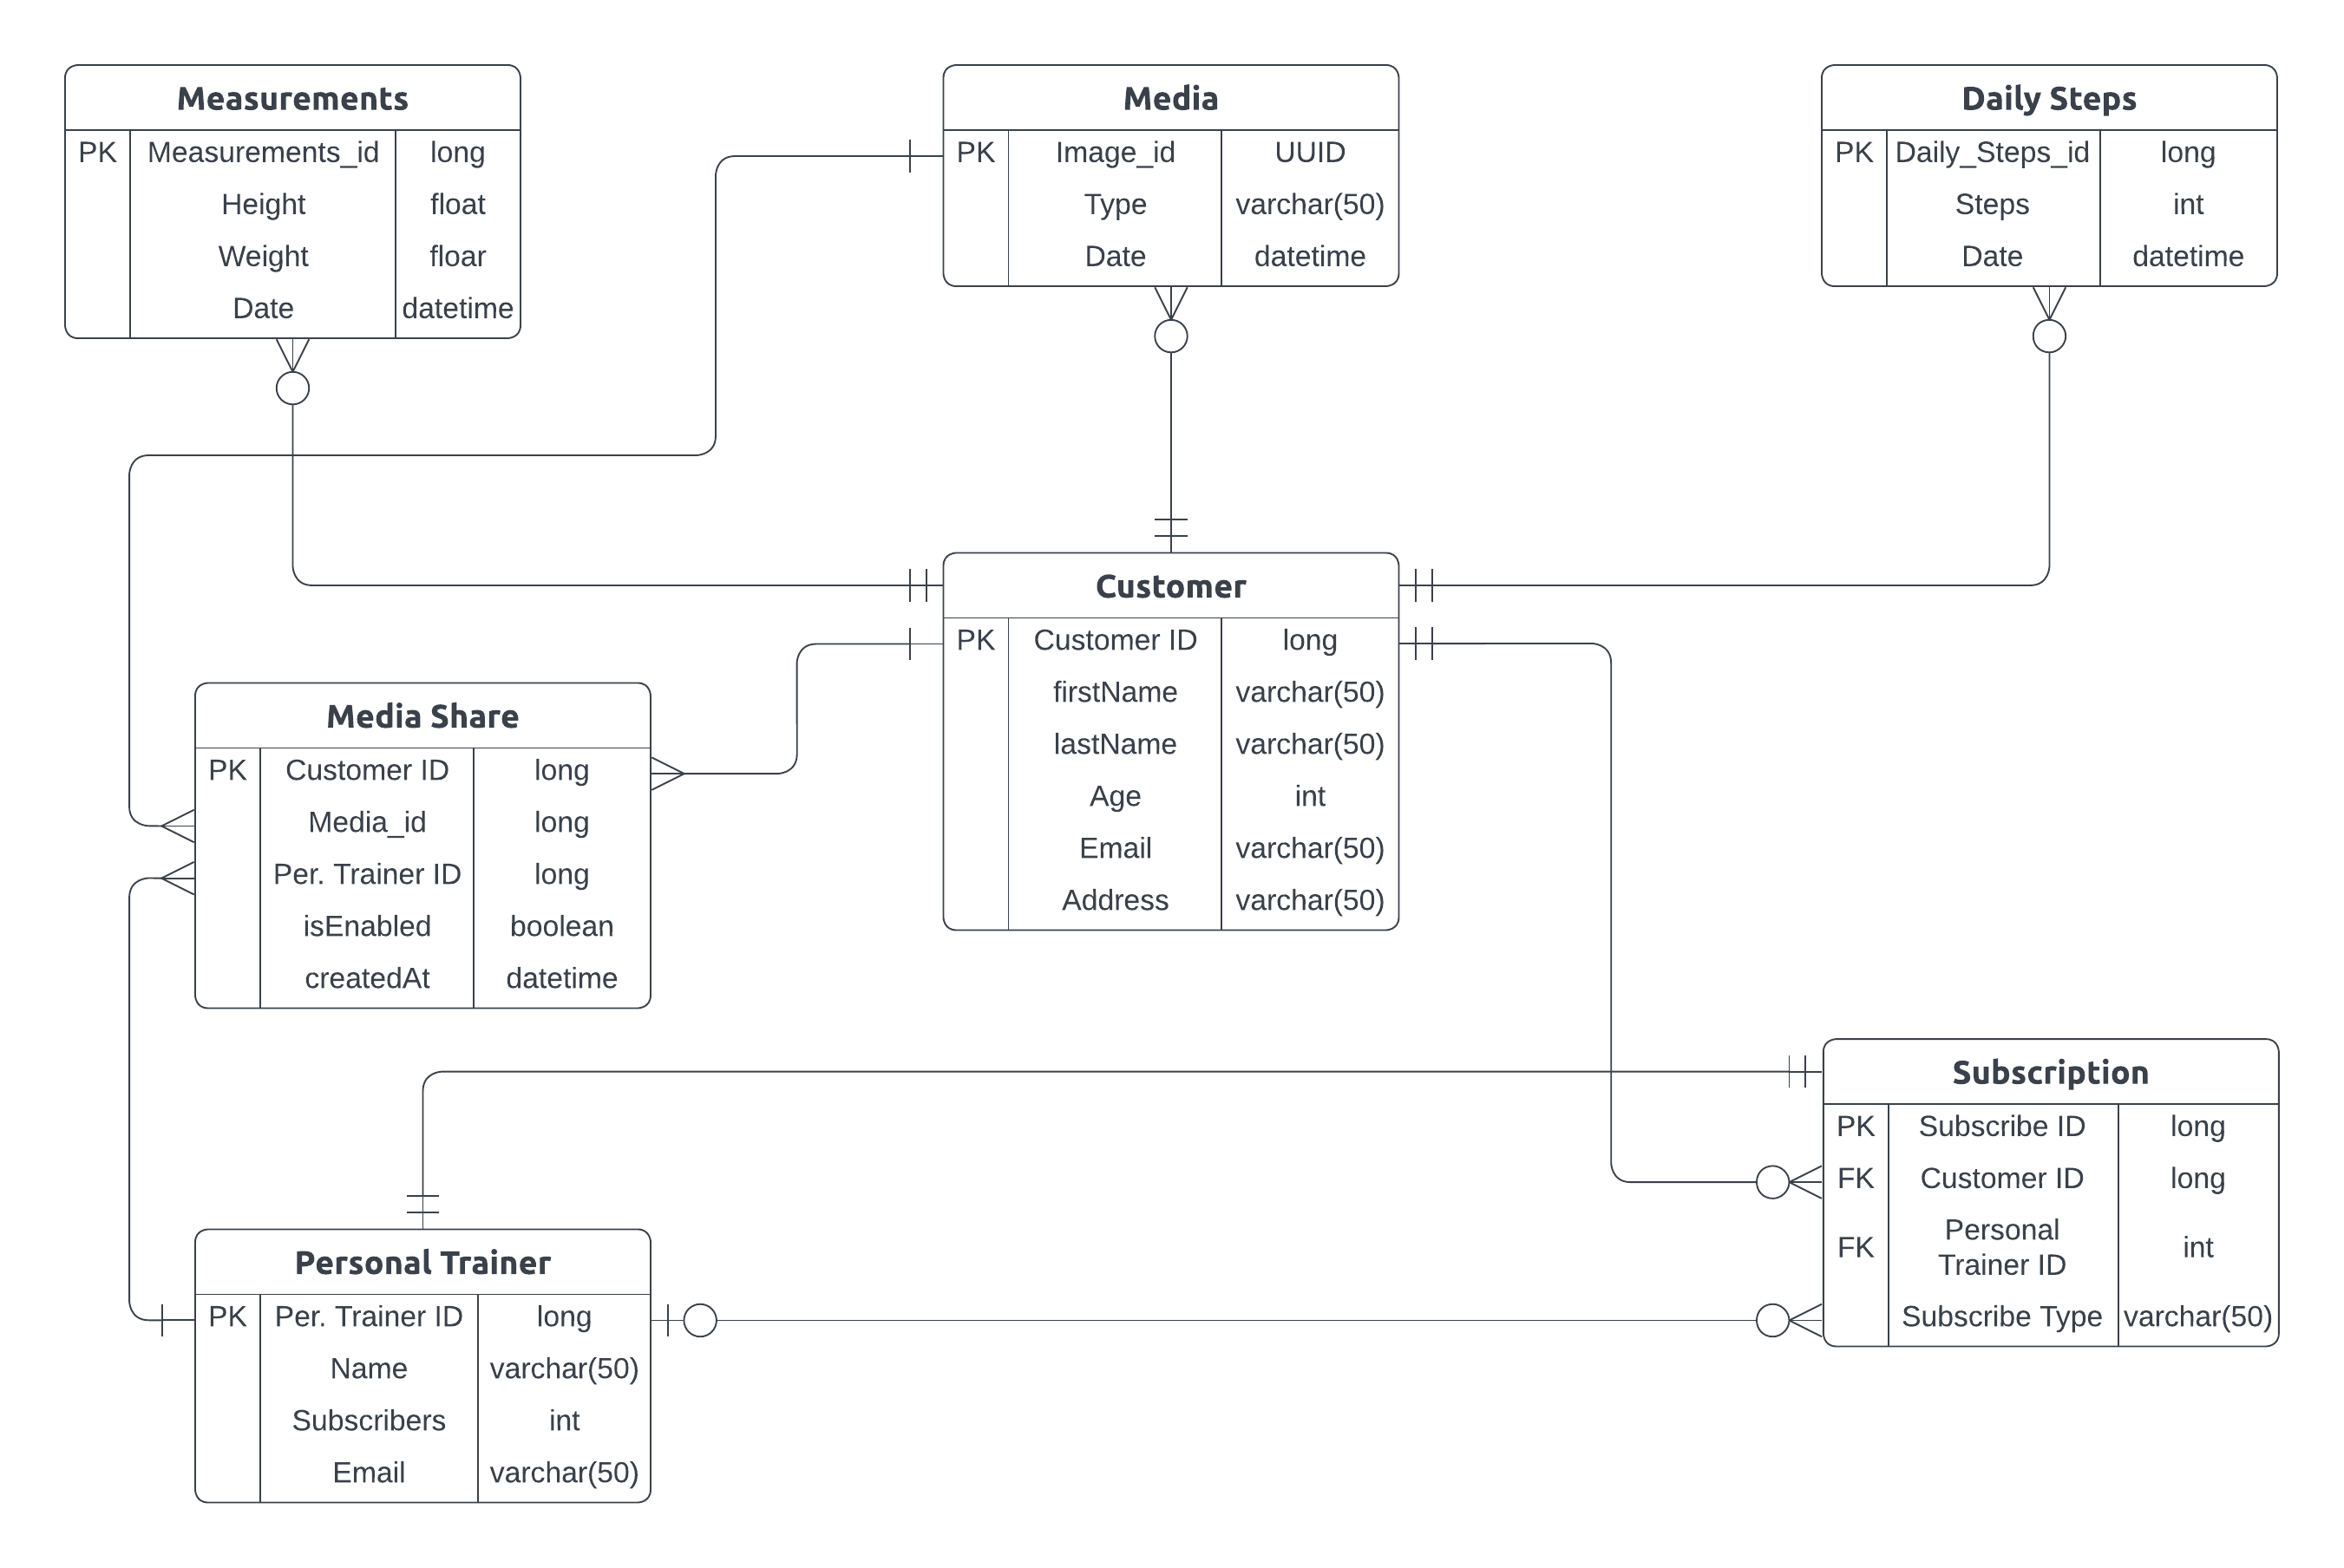 Measurements
PK Measurements_id long
Height float
Weight floar
Date datetime
Media
PK Image_id UUID
Type varchar(50)
Date datetime
Daily Steps
PK Daily_Steps_id long
Steps int
Date datetime
Customer
PK Customer ID long
firstName varchar(50)
lastName varchar(50)
Age int
Email varchar(50)
Address varchar(50)
Media Share
PK Customer ID long
Media_id long
Per. Trainer ID long
isEnabled boolean
createdAt datetime
Subscription
PK Subscribe ID long
FK Customer ID long
FK Personal
Trainer ID int
Subscribe Type varchar(50)
Personal Trainer
PK Per. Trainer ID long
Name varchar(50)
Subscribers int
Email varchar(50)